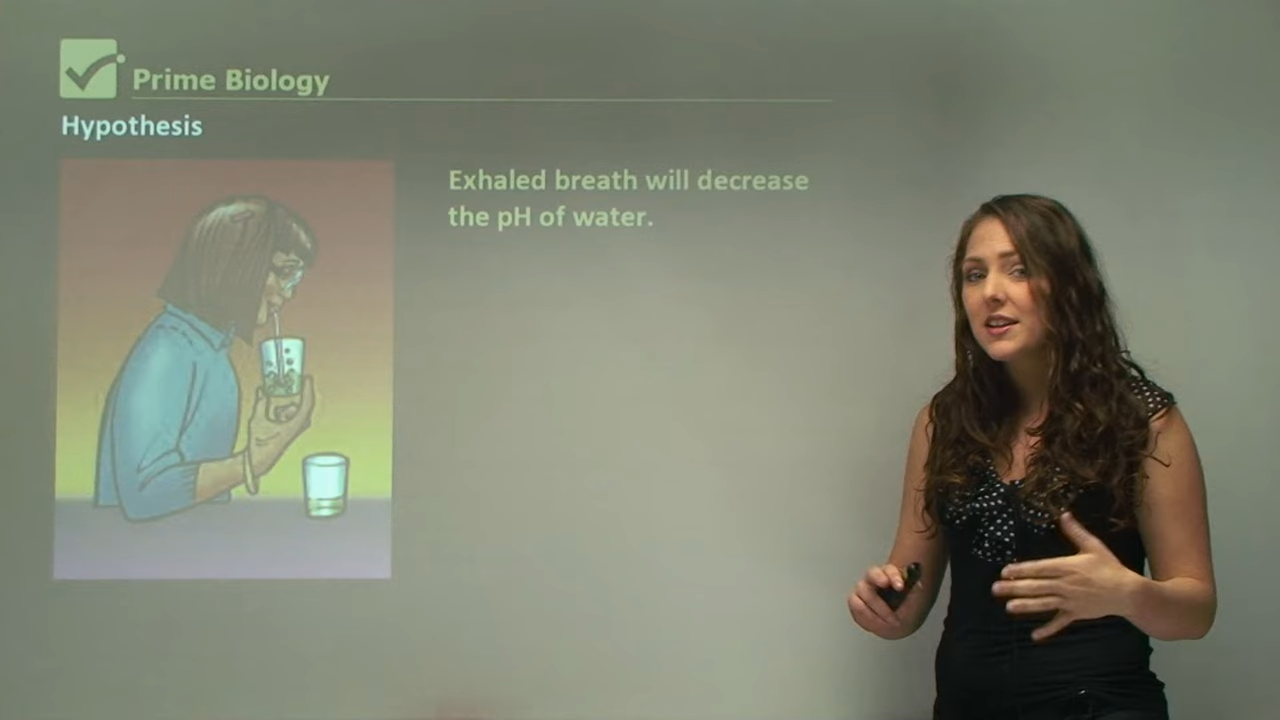 Prime Biology
Hypothesis
Exhaled breath will decrease
the pH of water.